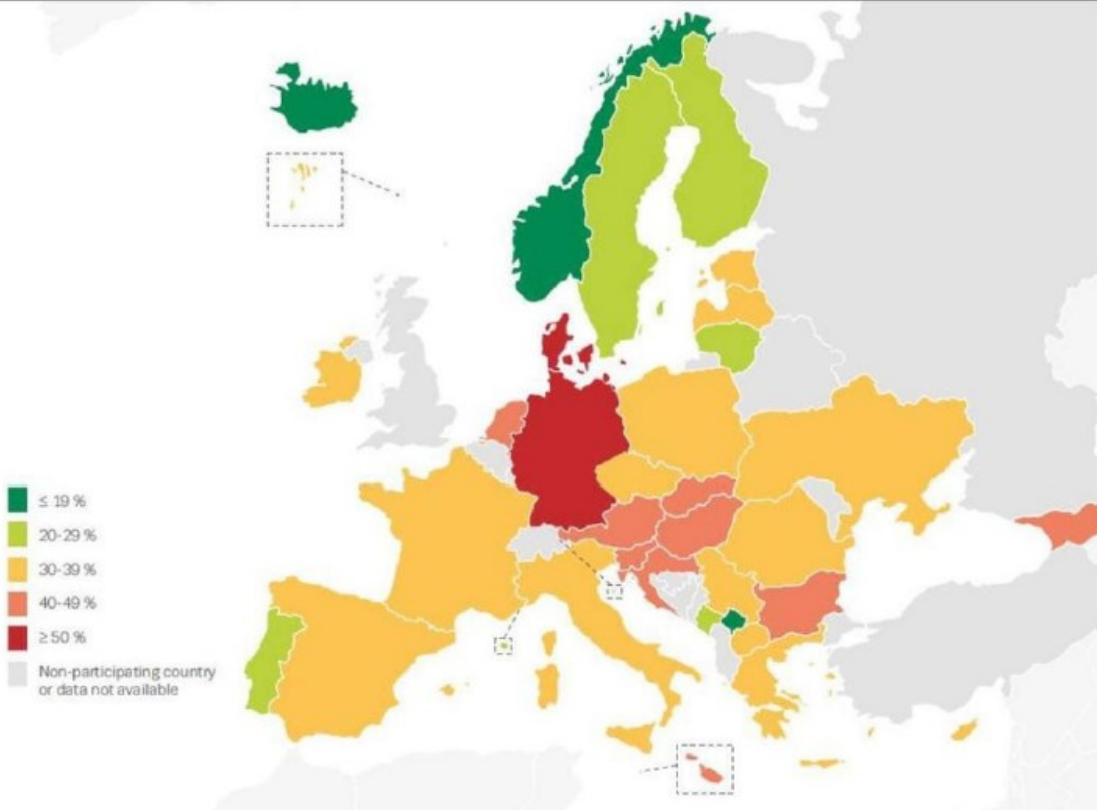 ≤ 19 %
20-29 %
30-39 %
40-49 %
≥ 50 %
Non-participating country
or data not available